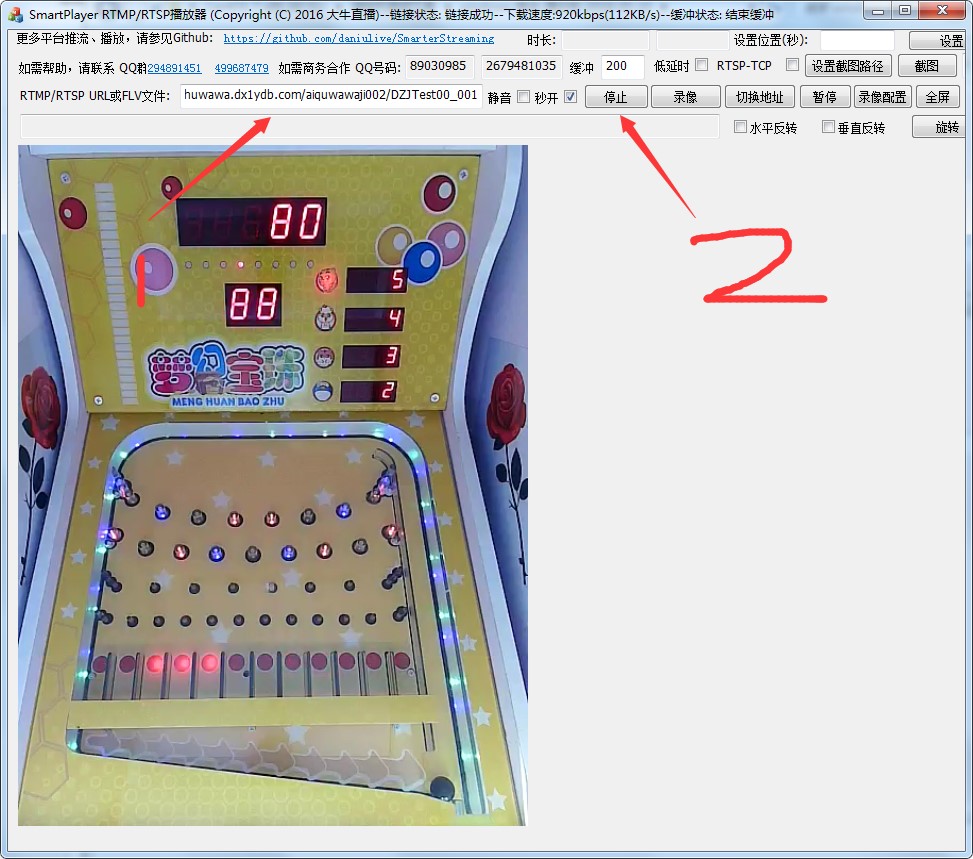 SmartPlayer RTMP/RTSP播放器 (Copyright (C) 2016 大牛直播)--链接状态: 链接成功--下载速度:920kbps(112KB/s)--缓冲状态: 结束缓冲
更多平台推流、播放，请参见Github: https://github.com/daniulive/SmarterStreaming 时长: 设置位置(秒): 设置
如需帮助，请联系 QQ群294891451 499687479 如需商务合作 QQ号码: 89030985 2679481035 缓冲 200 低延时 RTSP-TCP 设置截图路径 截图
RTMP/RTSP URL或FLV文件: huwawa.dx1ydb.com/aiquwawaji002/DZJTest00_001 静音 秒开 停止 录像 切换地址 暂停 录像配置 全屏
水平反转 垂直反转 旋转
80
1
2
5
88
4
3
梦幻宝珠
2
MENG HUAN BAO ZHU